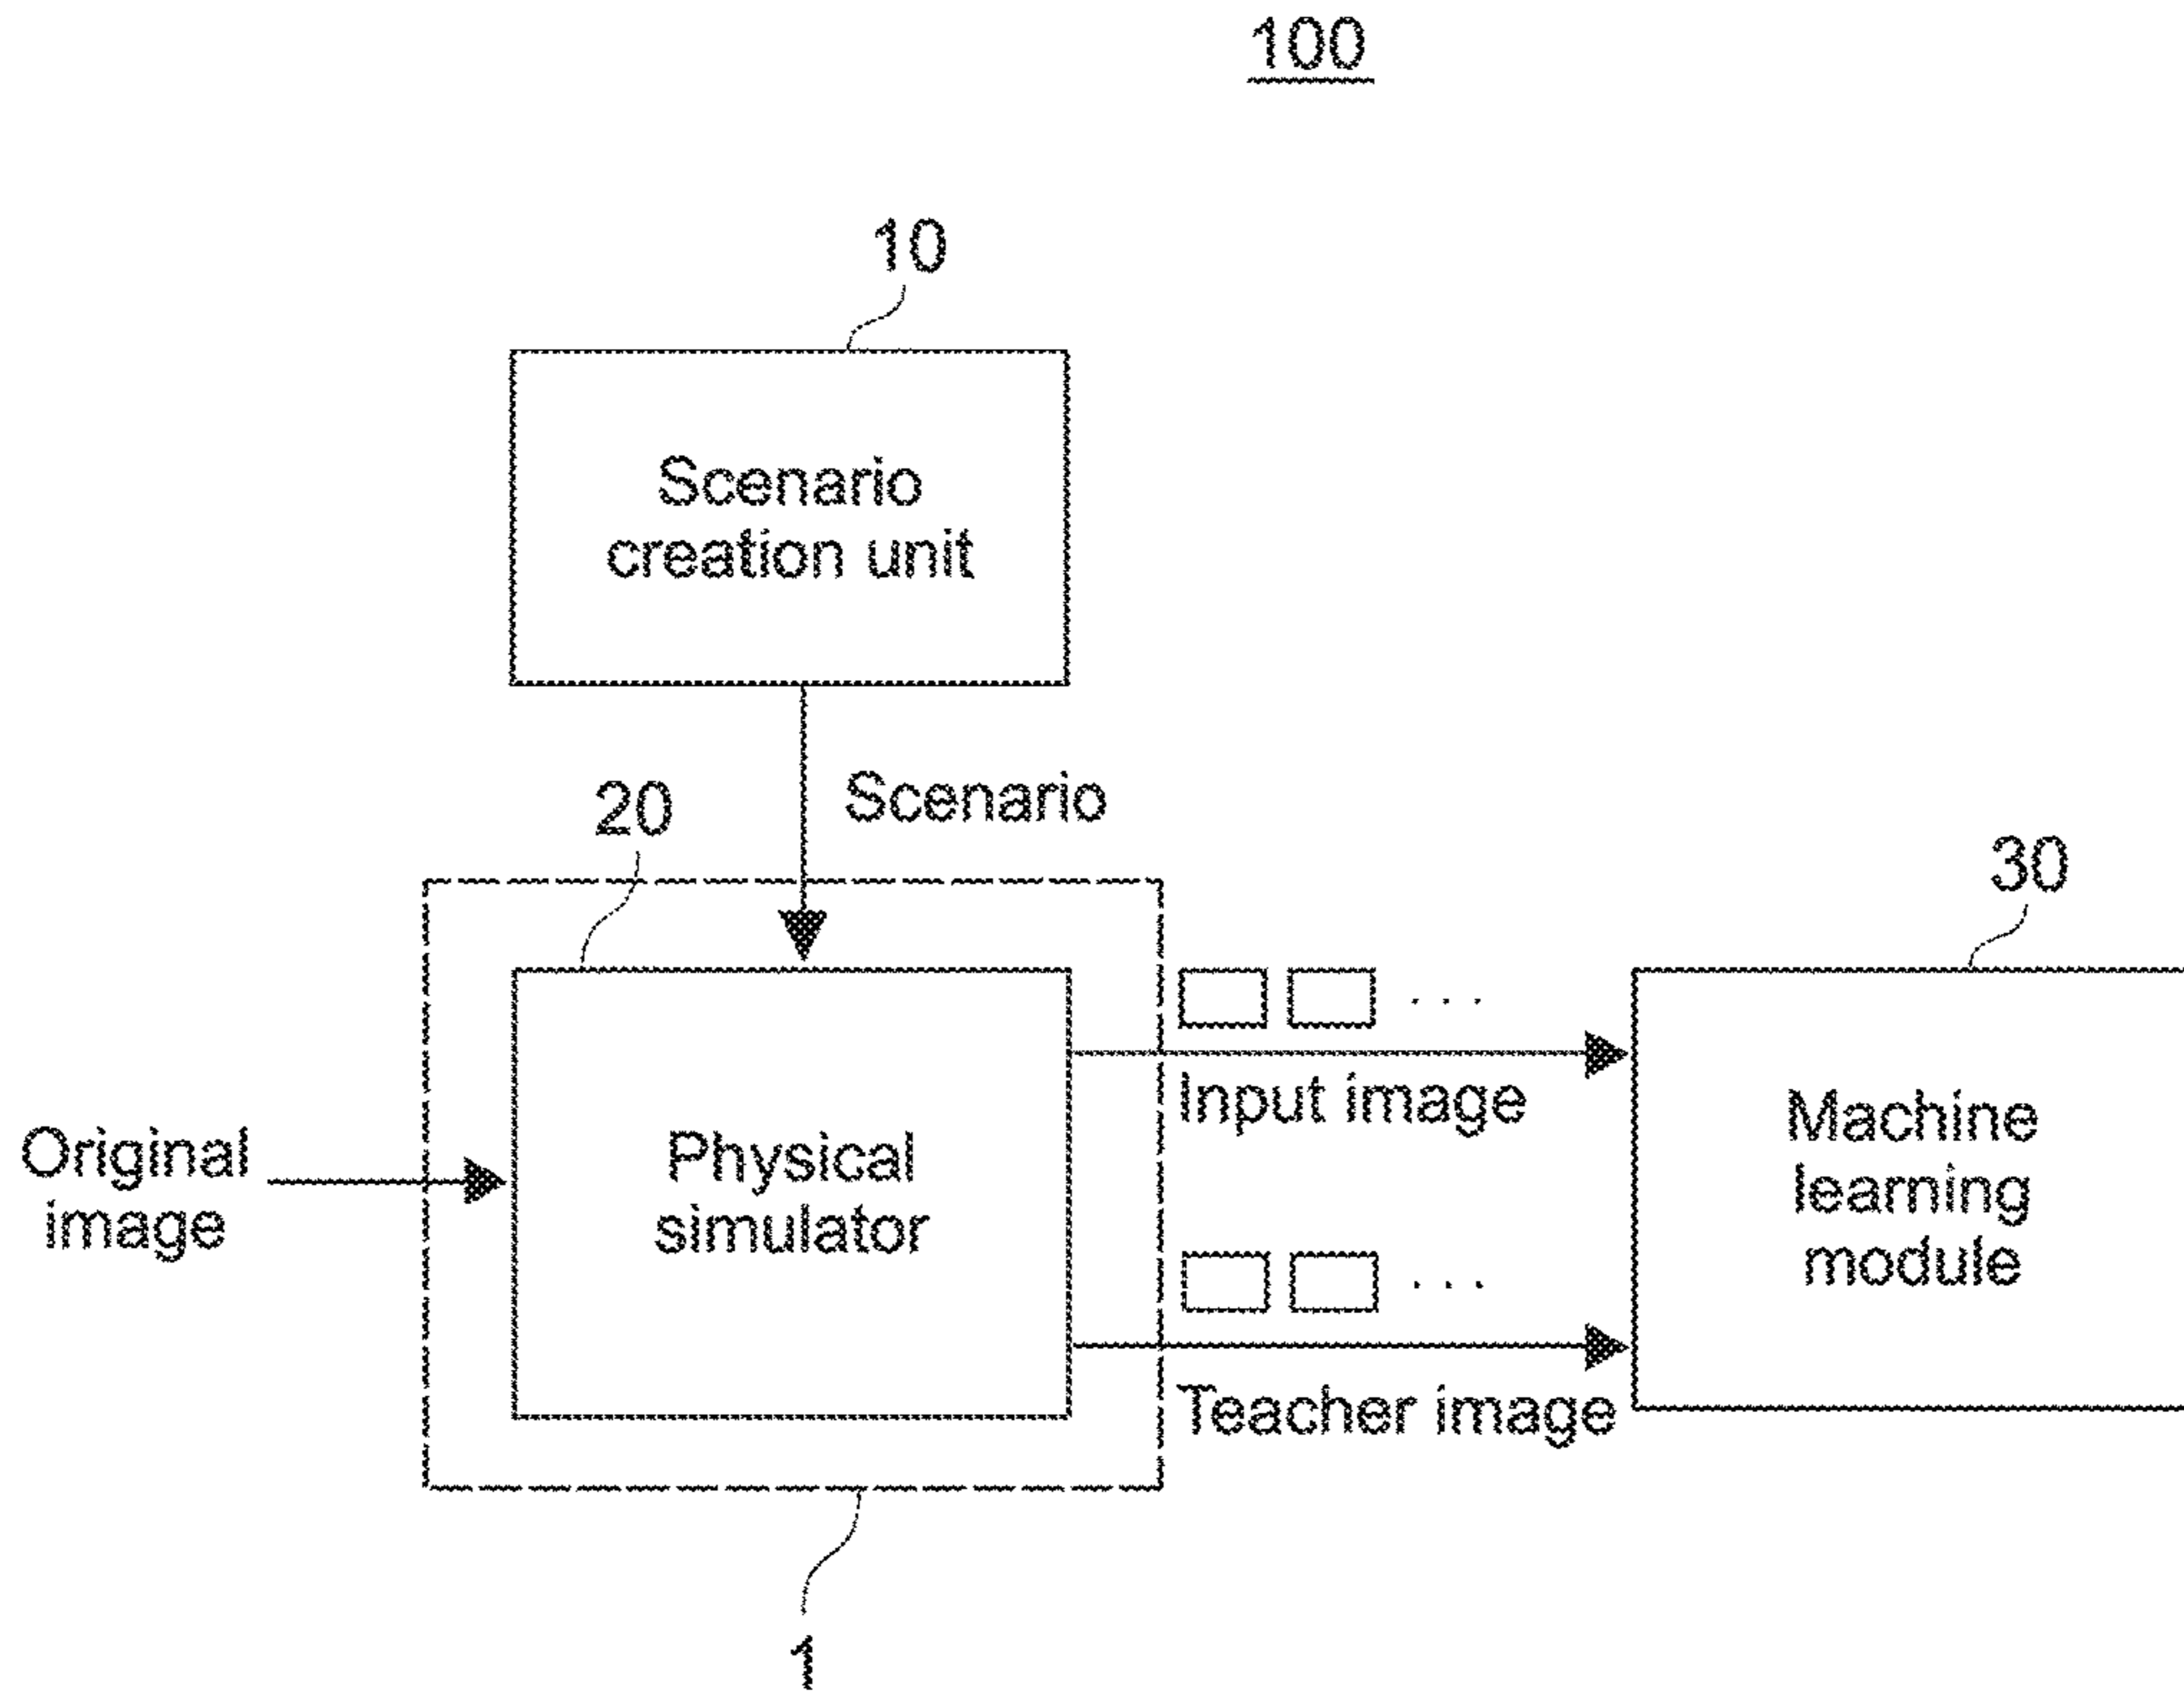 100
10
Scenario
creation unit
20
Scenario
30
Original
image
Physical
simulator
. . .
Input image
. . .
Teacher image
Machine
learning
module
1